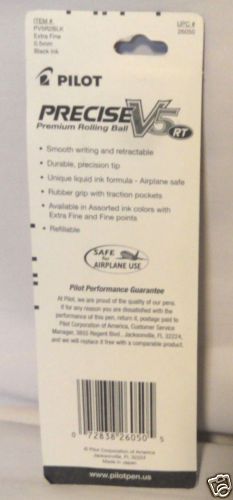 ITEM #
PV5R2BLK
Extra Fine
0.5mm
Black Ink
UPC #
26050
PILOT
PRECISE V5 RT
Premium Rolling Ball
• Smooth writing and retractable
• Durable, precision tip
• Unique liquid ink formula - Airplane safe
• Rubber grip with traction pockets
• Available in Assorted ink colors with
Extra Fine and Fine points
• Refillable
SAFE
for
AIRPLANE USE
Pilot Performance Guarantee
At Pilot, we are proud of the quality of our pens.
If for any reason you are dissatisfied with the
performance of this pen, return it, postage paid to
Pilot Corporation of America, Customer Service
Manager, 3855 Regent Blvd., Jacksonville, FL 32224,
and we will replace it free with a comparable product.
0 72838 26050 5
Pilot Corporation of America
Jacksonville, FL 32224
Made in Japan
www.pilotpen.us